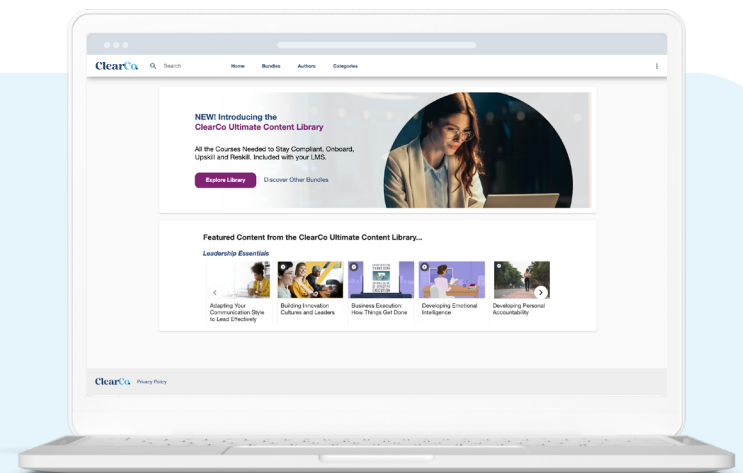 ClearCo.
Search
Home
Bundles
Authors
Categories
NEW! Introducing the
ClearCo Ultimate Content Library
All the Courses Needed to Stay Compliant, Onboard,
Upskill and Reskill. Included with your LMS.
Explore Library
Discover Other Bundles
Featured Content from the ClearCo Ultimate Content Library...
Leadership Essentials
Adapting Your
Communication Style
to Lead Effectively
Building Innovation
Cultures and Leaders
Business Execution:
How Things Get Done
Developing Emotional
Intelligence
Developing Personal
Accountability
ClearCo.
Privacy Policy